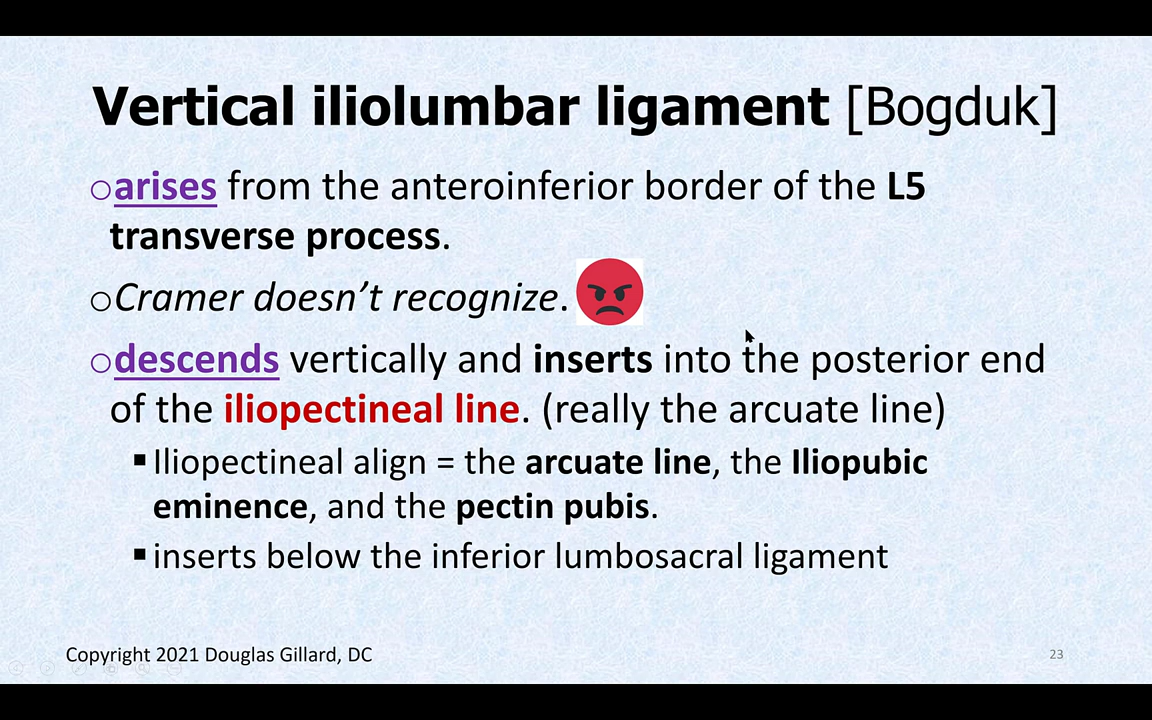 Vertical iliolumbar ligament [Bogduk]
○arises from the anteroinferior border of the L5
transverse process.
○Cramer doesn’t recognize.
○descends vertically and inserts into the posterior end
of the iliopectineal line. (really the arcuate line)
▪Iliopectineal align = the arcuate line, the Iliopubic
eminence, and the pectin pubis.
▪inserts below the inferior lumbosacral ligament
Copyright 2021 Douglas Gillard, DC
23